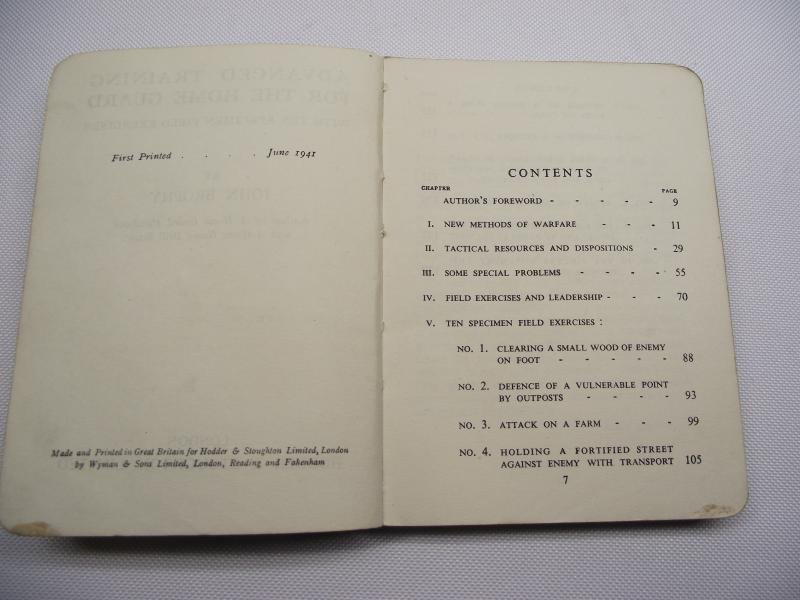 First Printed . . . . June 1941
Made and Printed in Great Britain for Hodder & Stoughton Limited, London
by Wyman & Sons Limited, London, Reading and Fakenham
CONTENTS
CHAPTER PAGE
AUTHOR'S FOREWORD - - - - - 9
I. NEW METHODS OF WARFARE - - - 11
II. TACTICAL RESOURCES AND DISPOSITIONS - 29
III. SOME SPECIAL PROBLEMS - - - - 55
IV. FIELD EXERCISES AND LEADERSHIP - - - 70
V. TEN SPECIMEN FIELD EXERCISES :
NO. 1. CLEARING A SMALL WOOD OF ENEMY
ON FOOT - - - - - 88
NO. 2. DEFENCE OF A VULNERABLE POINT
BY OUTPOSTS - - - - 93
NO. 3. ATTACK ON A FARM - - - 99
NO. 4. HOLDING A FORTIFIED STREET
AGAINST ENEMY WITH TRANSPORT 105
7